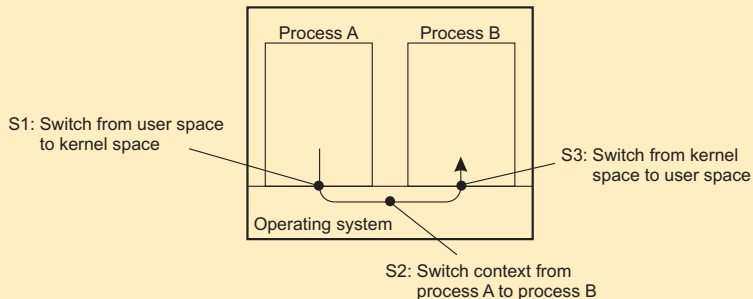 Process A
Process B
S1: Switch from user space
to kernel space
S3: Switch from kernel
space to user space
Operating system
S2: Switch context from
process A to process B